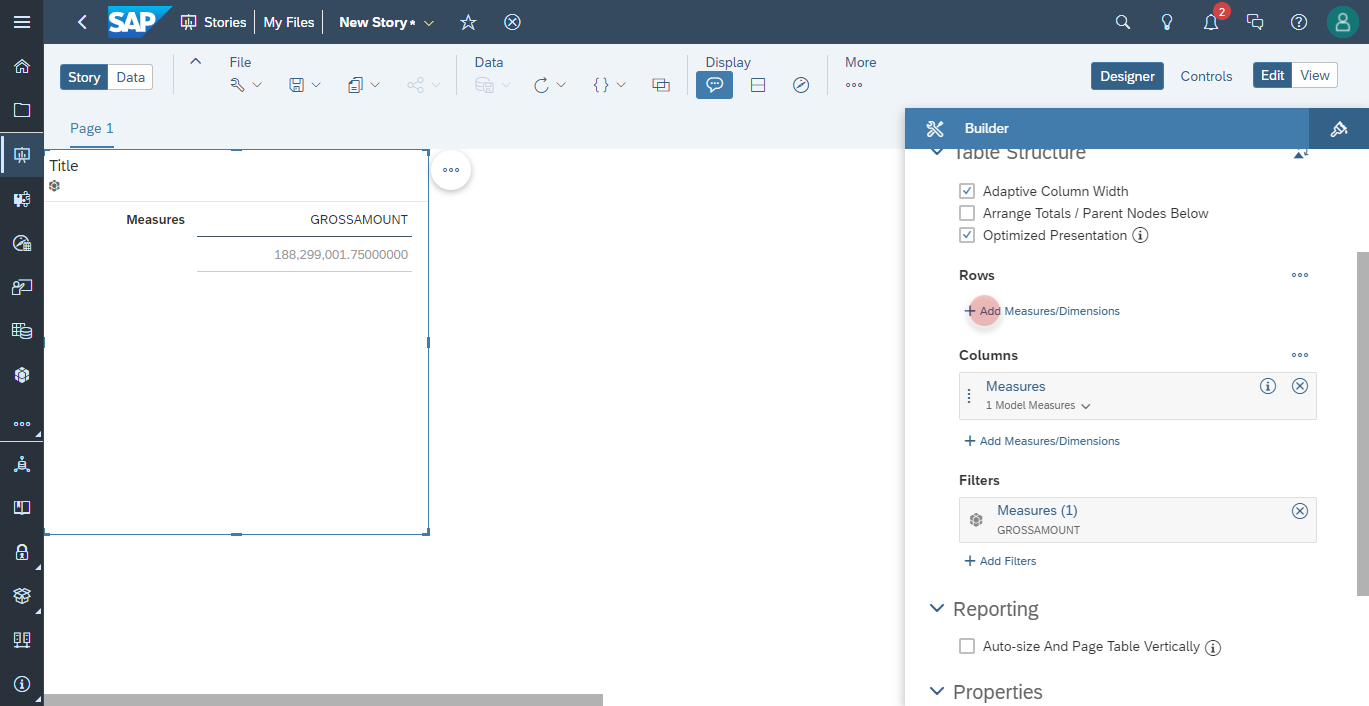 SAP Stories My Files New Story *
2
Story Data
File
Data
Display
More
Designer Controls Edit View
Page 1
Builder
Title
Measures GROSSAMOUNT
188,299,001.75000000
Table Structure
Adaptive Column Width
Arrange Totals / Parent Nodes Below
Optimized Presentation
Rows
+ Add Measures/Dimensions
Columns
Measures
1 Model Measures
+ Add Measures/Dimensions
Filters
Measures (1)
GROSSAMOUNT
+ Add Filters
Reporting
Auto-size And Page Table Vertically
Properties